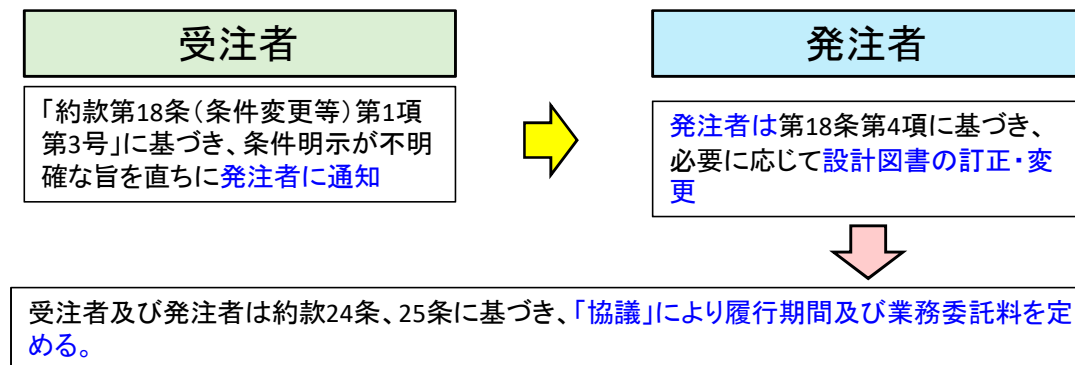 受注者
発注者
「約款第18条（条件変更等）第1項
第3号」に基づき、条件明示が不明
確な旨を直ちに発注者に通知
発注者は第18条第4項に基づき、
必要に応じて設計図書の訂正・変
更
受注者及び発注者は約款24条、25条に基づき、「協議」により履行期間及び業務委託料を定
める。